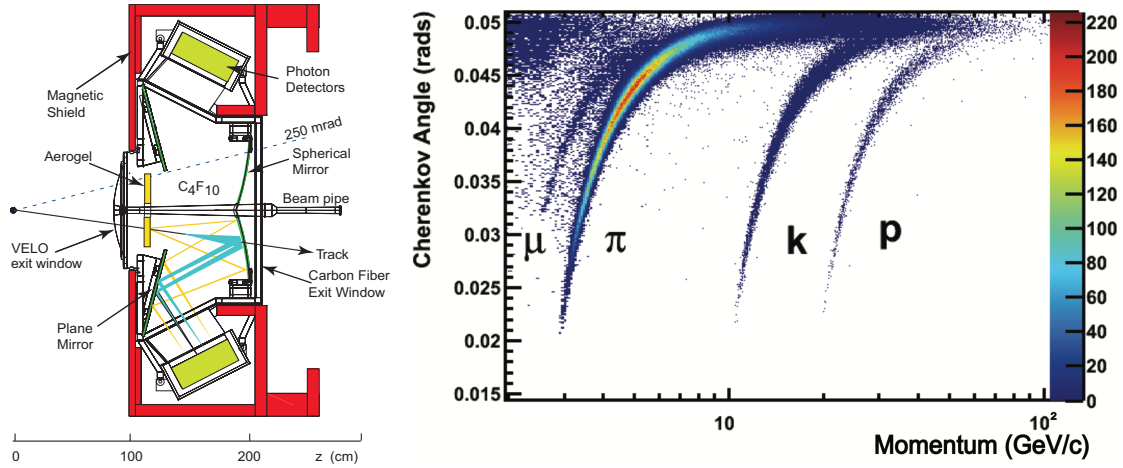 Magnetic
Shield
Photon
Detectors
250 mrad
Aerogel
C₄F₁₀
Spherical
Mirror
Beam pipe
VELO
exit window
Track
Carbon Fiber
Exit Window
Plane
Mirror
0 100 200 z (cm)
Cherenkov Angle (rads)
0.05
0.045
0.04
0.035
0.03
0.025
0.02
0.015
μ π k p
10 10²
Momentum (GeV/c)
220
200
180
160
140
120
100
80
60
40
20
0